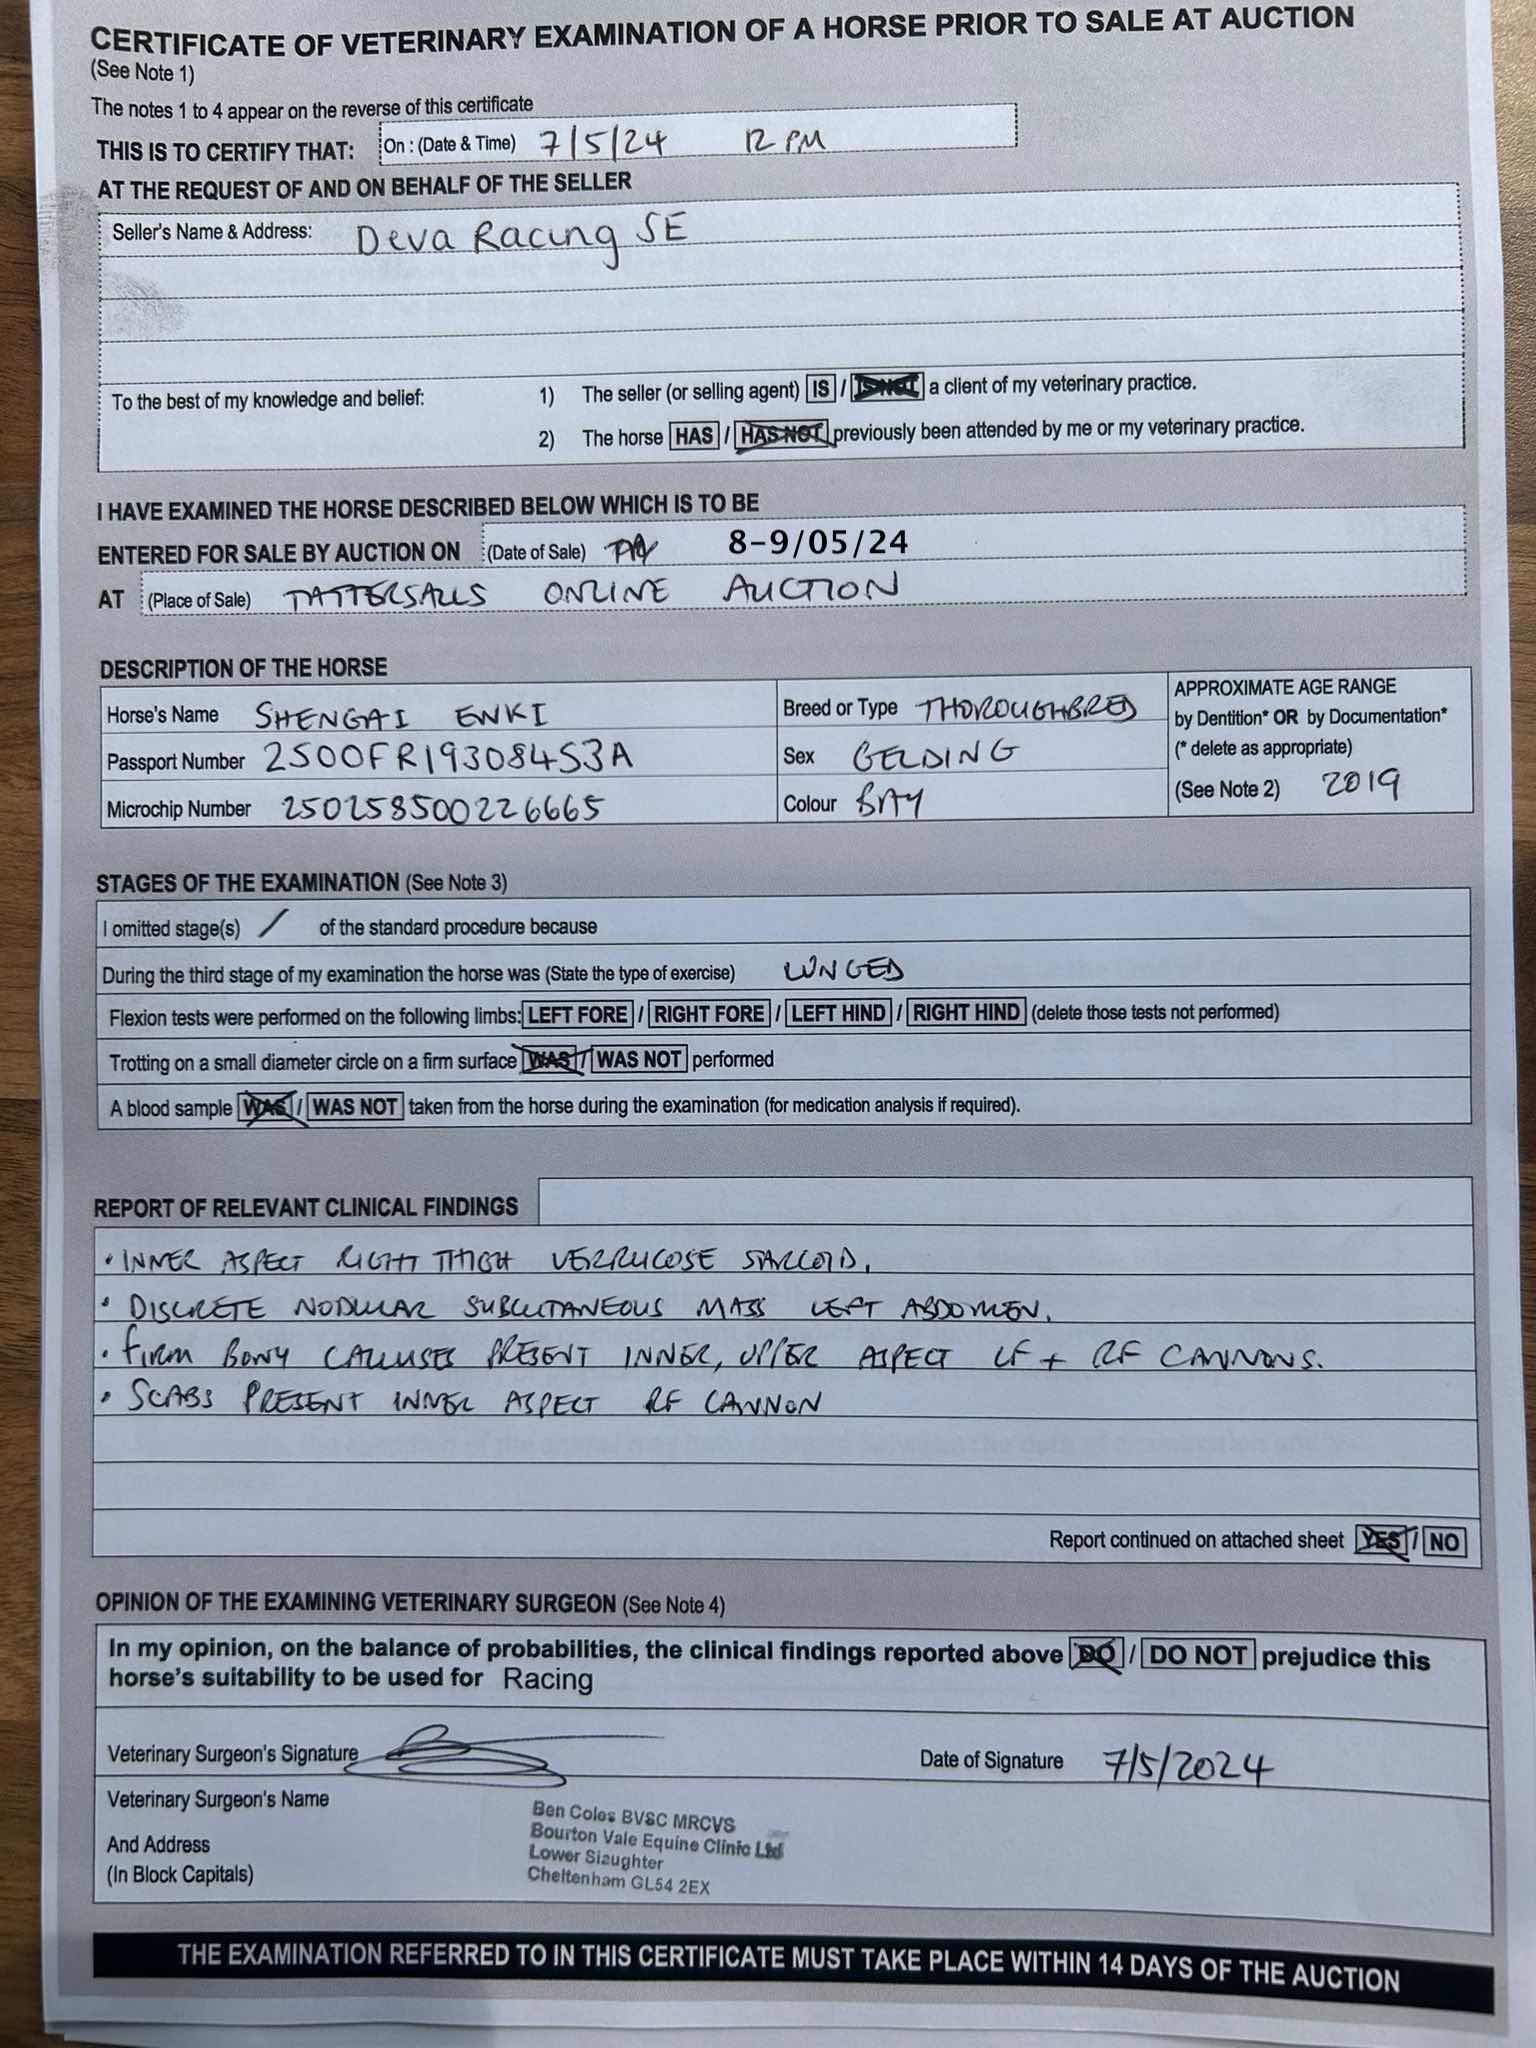 CERTIFICATE OF VETERINARY EXAMINATION OF A HORSE PRIOR TO SALE AT AUCTION
(See Note 1)
The notes 1 to 4 appear on the reverse of this certificate
THIS IS TO CERTIFY THAT: On : (Date & Time) 7/5/24 12 PM
AT THE REQUEST OF AND ON BEHALF OF THE SELLER
Seller's Name & Address: Deva Racing SE
To the best of my knowledge and belief: 1) The seller (or selling agent) IS / IS NOT a client of my veterinary practice.
2) The horse HAS / HAS NOT previously been attended by me or my veterinary practice.
I HAVE EXAMINED THE HORSE DESCRIBED BELOW WHICH IS TO BE
ENTERED FOR SALE BY AUCTION ON (Date of Sale) 8-9/05/24
AT (Place of Sale) TATTERSALLS ONLINE AUCTION
DESCRIPTION OF THE HORSE
Horse's Name SHENGAI ENKI
Passport Number 250OFR19308453A
Microchip Number 250258500226665
Breed or Type THOROUGHBRED
Sex GELDING
Colour BAY
APPROXIMATE AGE RANGE
by Dentition* OR by Documentation*
(* delete as appropriate)
(See Note 2) 2019
STAGES OF THE EXAMINATION (See Note 3)
I omitted stage(s) / of the standard procedure because
During the third stage of my examination the horse was (State the type of exercise) LUNGED
Flexion tests were performed on the following limbs: LEFT FORE / RIGHT FORE / LEFT HIND / RIGHT HIND (delete those tests not performed)
Trotting on a small diameter circle on a firm surface WAS / WAS NOT performed
A blood sample WAS / WAS NOT taken from the horse during the examination (for medication analysis if required).
REPORT OF RELEVANT CLINICAL FINDINGS
• INNER ASPECT RIGHT THIGH VERRUCOSE SARCOID.
• DISCRETE NODULAR SUBCUTANEOUS MASS LEFT ABDOMEN.
• FIRM BONY CALLUSES PRESENT INNER, UPPER ASPECT LF + RF CANNONS.
• SCABS PRESENT INNER ASPECT RF CANNON
Report continued on attached sheet YES / NO
OPINION OF THE EXAMINING VETERINARY SURGEON (See Note 4)
In my opinion, on the balance of probabilities, the clinical findings reported above DO / DO NOT prejudice this
horse's suitability to be used for Racing
Veterinary Surgeon's Signature
Date of Signature 7/5/2024
Veterinary Surgeon's Name
And Address
(In Block Capitals)
Ben Coles BVSC MRCVS
Bourton Vale Equine Clinic Ltd
Lower Slaughter
Cheltenham GL54 2EX
THE EXAMINATION REFERRED TO IN THIS CERTIFICATE MUST TAKE PLACE WITHIN 14 DAYS OF THE AUCTION